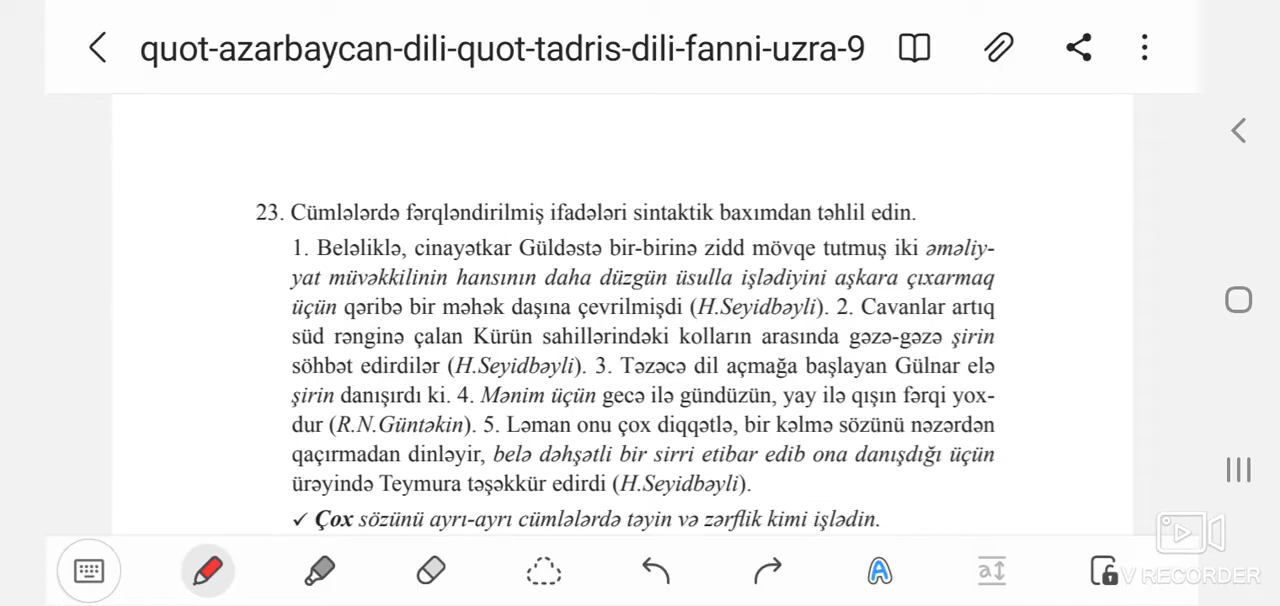 quot-azarbaycan-dili-quot-tadris-dili-fanni-uzra-9
23. Cümlələrdə fərqləndirilmiş ifadələri sintaktik baxımdan təhlil edin.
1. Beləliklə, cinayətkar Güldəstə bir-birinə zidd mövqe tutmuş iki əməliy-
yat müvəkkilinin hansının daha düzgün üsulla işlədiyini aşkara çıxarmaq
üçün qəribə bir məhək daşına çevrilmişdi (H.Seyidbəyli). 2. Cavanlar artıq
süd rənginə çalan Kürün sahillərindəki kolların arasında gəzə-gəzə şirin
söhbət edirdilər (H.Seyidbəyli). 3. Təzəcə dil açmağa başlayan Gülnar elə
şirin danışırdı ki. 4. Mənim üçün gecə ilə gündüzün, yay ilə qışın fərqi yox-
dur (R.N.Güntəkin). 5. Ləman onu çox diqqətlə, bir kəlmə sözünü nəzərdən
qaçırmadan dinləyir, belə dəhşətli bir sirri etibar edib ona danışdığı üçün
ürəyində Teymura təşəkkür edirdi (H.Seyidbəyli).
✓ Çox sözünü ayrı-ayrı cümlələrdə təyin və zərflik kimi işlədin.
A
a
V RECORDER